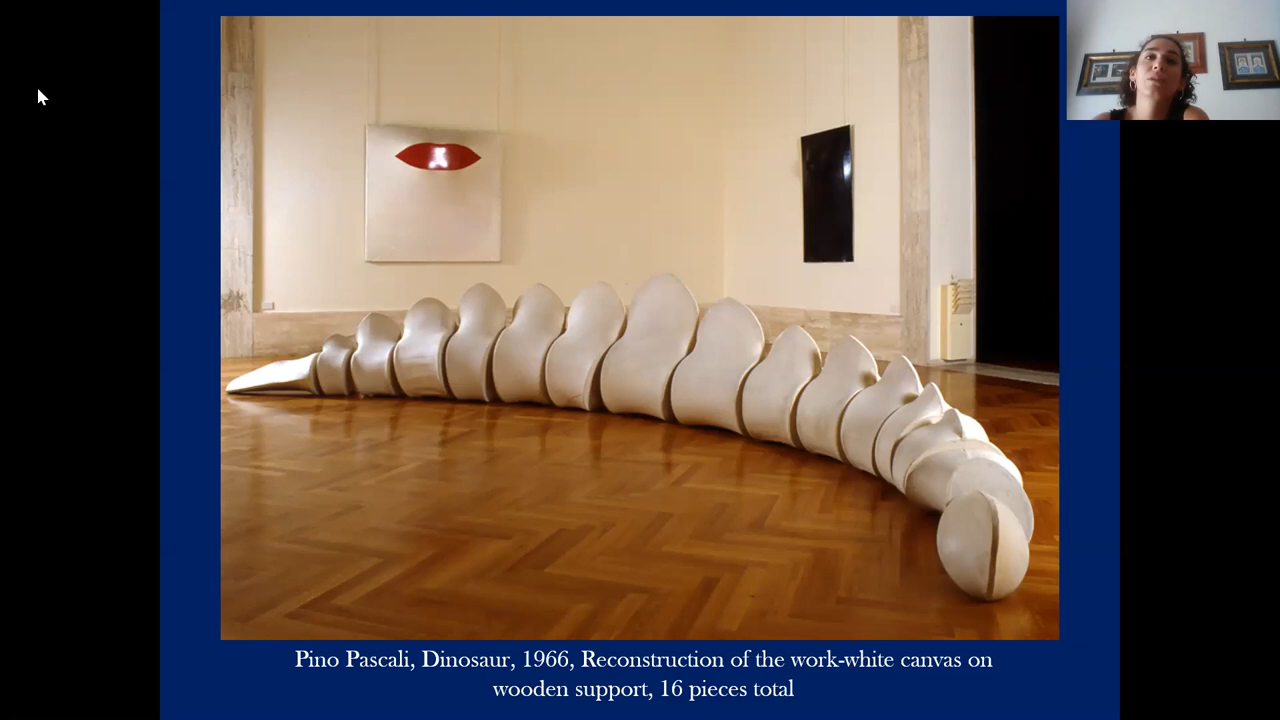 Pino Pascali, Dinosaur, 1966, Reconstruction of the work-white canvas on
wooden support, 16 pieces total